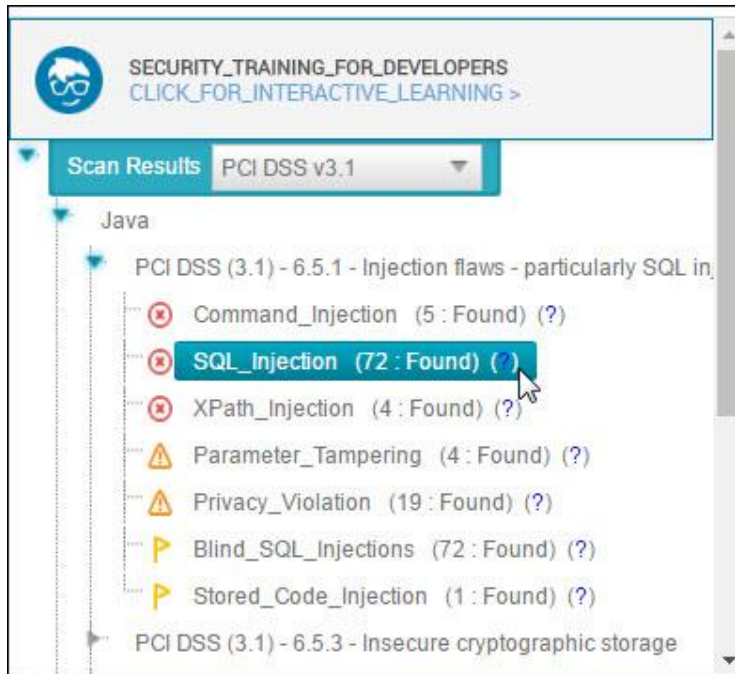 SECURITY_TRAINING_FOR_DEVELOPERS
CLICK_FOR_INTERACTIVE_LEARNING >
Scan Results PCI DSS v3.1
Java
PCI DSS (3.1) - 6.5.1 - Injection flaws - particularly SQL in
Command_Injection (5 : Found) (?)
SQL_Injection (72 : Found) (?)
XPath_Injection (4 : Found) (?)
Parameter_Tampering (4 : Found) (?)
Privacy_Violation (19 : Found) (?)
Blind_SQL_Injections (72 : Found) (?)
Stored_Code_Injection (1 : Found) (?)
PCI DSS (3.1) - 6.5.3 - Insecure cryptographic storage